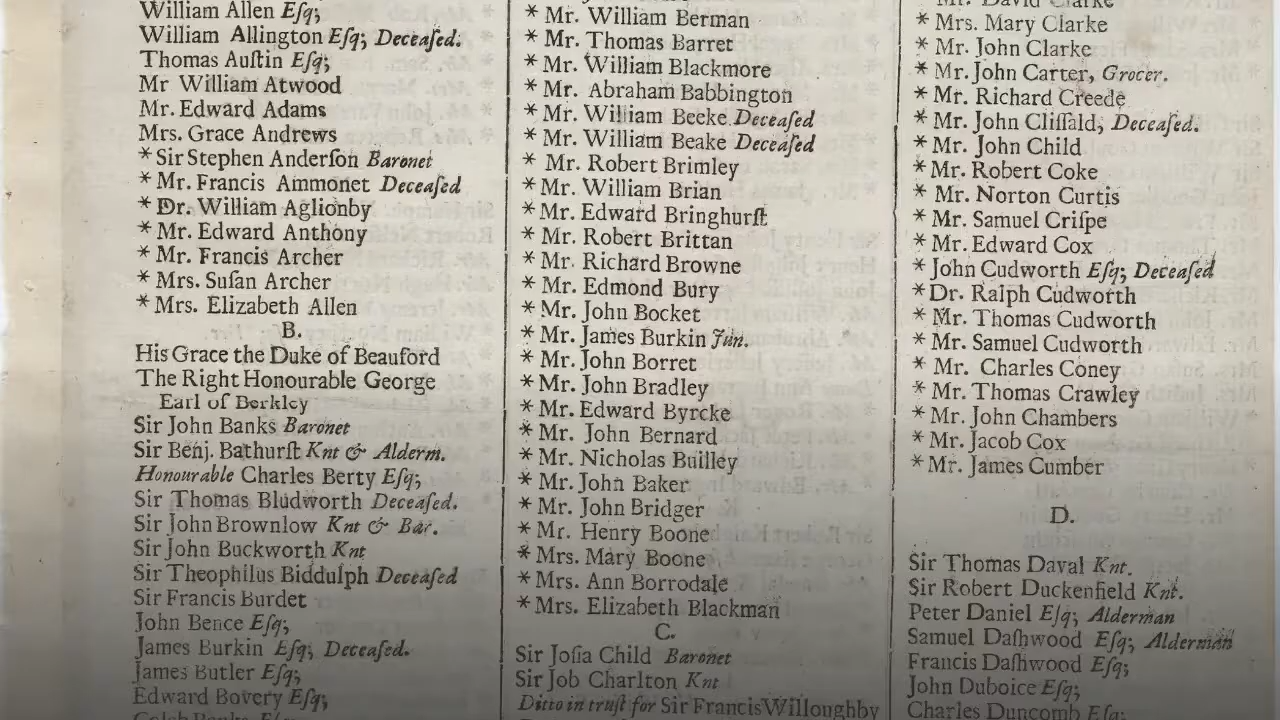 William Allen Eſq;
William Allington Eſq; Deceaſed.
Thomas Auſtin Eſq;
Mr William Atwood
Mr. Edward Adams
Mrs. Grace Andrews
* Sir Stephen Anderſon Baronet
* Mr. Francis Ammonet Deceaſed
* Dr. William Aglionby
* Mr. Edward Anthony
* Mr. Francis Archer
* Mrs. Suſan Archer
* Mrs. Elizabeth Allen
B.
His Grace the Duke of Beauford
The Right Honourable George
Earl of Berkley
Sir John Banks Baronet
Sir Benj. Bathurſt Knt & Alderm.
Honourable Charles Berty Eſq;
Sir Thomas Bludworth Deceaſed.
Sir John Brownlow Knt & Bar.
Sir John Buckworth Knt
Sir Theophilus Biddulph Deceaſed
Sir Francis Burdet
John Bence Eſq;
James Burkin Eſq; Deceaſed.
James Butler Eſq;
Edward Bovery Eſq;
* Mr. William Berman
* Mr. Thomas Barret
* Mr. William Blackmore
* Mr. Abraham Babbington
* Mr. William Beeke Deceaſed
* Mr. William Beake Deceaſed
* Mr. Robert Brimley
* Mr. William Brian
* Mr. Edward Bringhurſt
* Mr. Robert Brittan
* Mr. Richard Browne
* Mr. Edmond Bury
* Mr. John Bocket
* Mr. James Burkin Jun.
* Mr. John Borret
* Mr. John Bradley
* Mr. Edward Byrcke
* Mr. John Bernard
* Mr. Nicholas Builley
* Mr. John Baker
* Mr. John Bridger
* Mr. Henry Boone
* Mrs. Mary Boone
* Mrs. Ann Borrodale
* Mrs. Elizabeth Blackman
C.
Sir Joſia Child Baronet
Sir Job Charlton Knt
Ditto in truſt for Sir Francis Willoughby
Mr. David Clarke
* Mrs. Mary Clarke
* Mr. John Clarke
* Mr. John Carter, Grocer.
* Mr. Richard Creede
* Mr. John Cliſſald, Deceaſed.
* Mr. John Child
* Mr. Robert Coke
* Mr. Norton Curtis
* Mr. Samuel Criſpe
* Mr. Edward Cox
* John Cudworth Eſq; Deceaſed
* Dr. Ralph Cudworth
* Mr. Thomas Cudworth
* Mr. Samuel Cudworth
* Mr. Charles Coney
* Mr. Thomas Crawley
* Mr. John Chambers
* Mr. Jacob Cox
* Mr. James Cumber
D.
Sir Thomas Daval Knt.
Sir Robert Duckenfield Knt.
Peter Daniel Eſq; Alderman
Samuel Daſhwood Eſq; Alderman
Francis Daſhwood Eſq;
John Duboice Eſq;
Charles Duncomb Eſq;